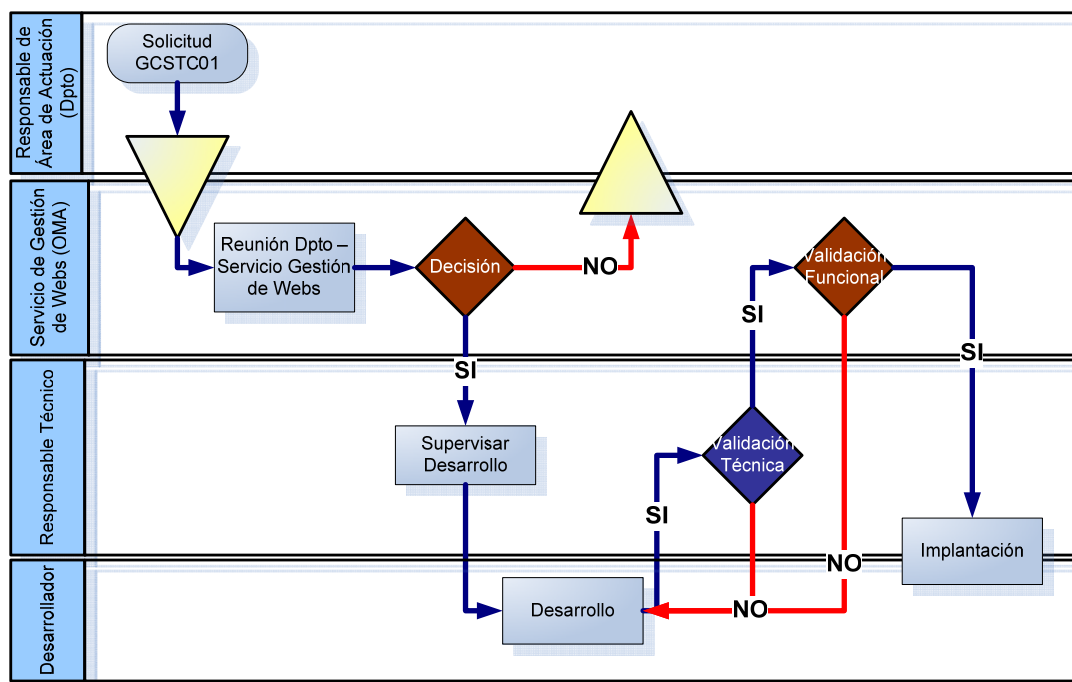 Responsable de
Área de Actuación
(Dpto)
Solicitud
GCSTC01
Servicio de Gestión
de Webs (OMA)
Reunión Dpto –
Servicio Gestión
de Webs
Decisión
NO
SI
Validación
Funcional
SI
SI
Responsable Técnico
Supervisar
Desarrollo
Validación
Técnica
SI
Implantación
NO
Desarrollador
Desarrollo
NO